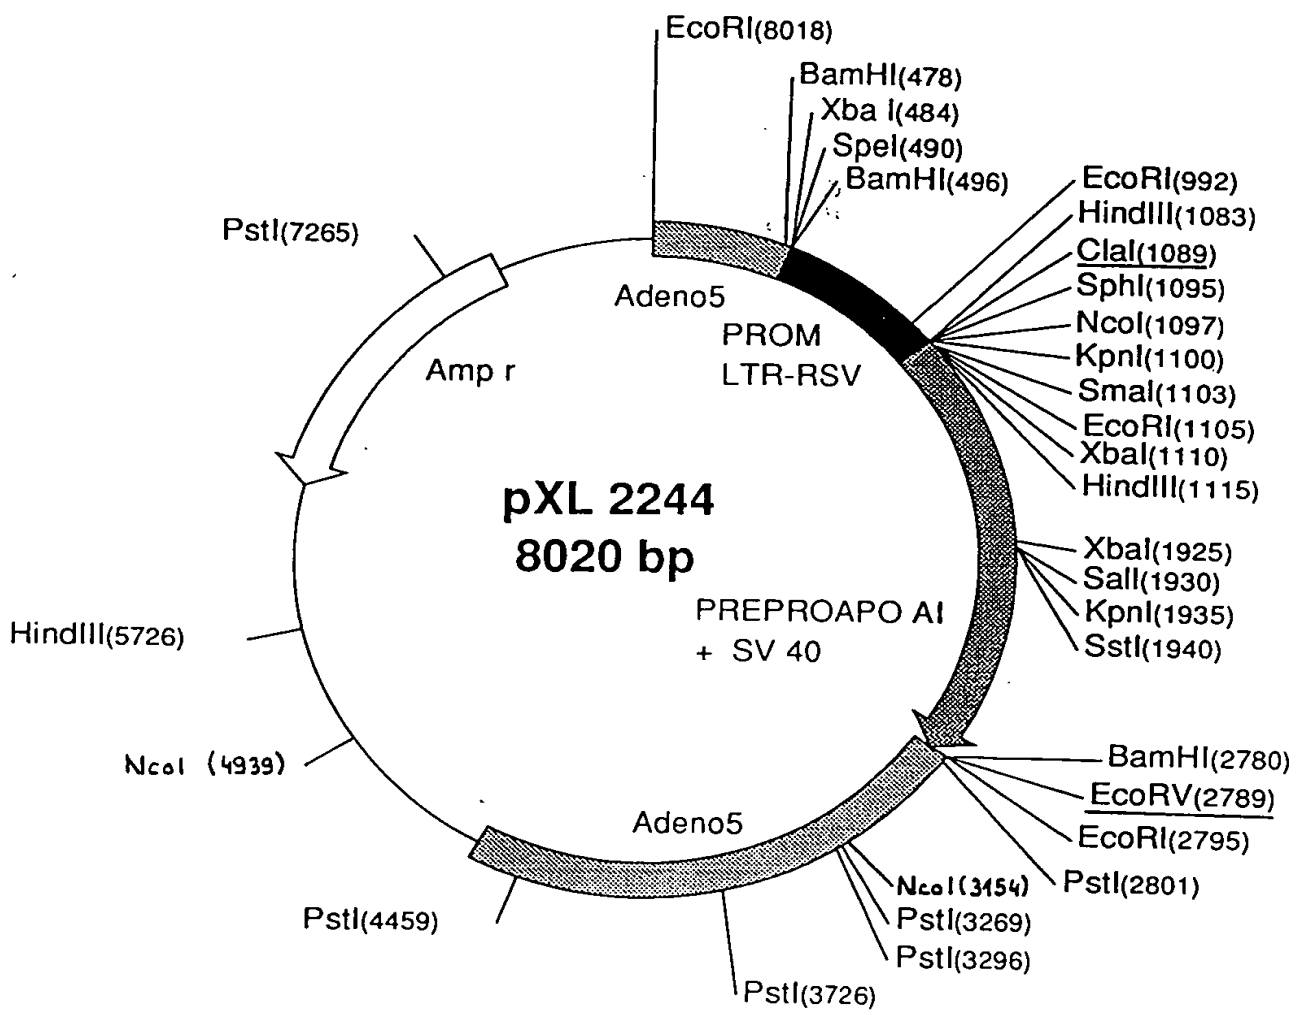 EcoRI(8018)
BamHI(478)
Xba I(484)
SpeI(490)
BamHI(496)
EcoRI(992)
HindIII(1083)
ClaI(1089)
SphI(1095)
NcoI(1097)
KpnI(1100)
SmaI(1103)
EcoRI(1105)
XbaI(1110)
HindIII(1115)
PstI(7265)
Adeno5
PROM
LTR-RSV
Amp r
pXL 2244
8020 bp
XbaI(1925)
SalI(1930)
KpnI(1935)
SstI(1940)
PREPROAPO AI
+ SV 40
HindIII(5726)
NcoI (4939)
BamHI(2780)
EcoRV(2789)
EcoRI(2795)
PstI(2801)
Adeno5
NcoI(3154)
PstI(3269)
PstI(3296)
PstI(4459)
PstI(3726)